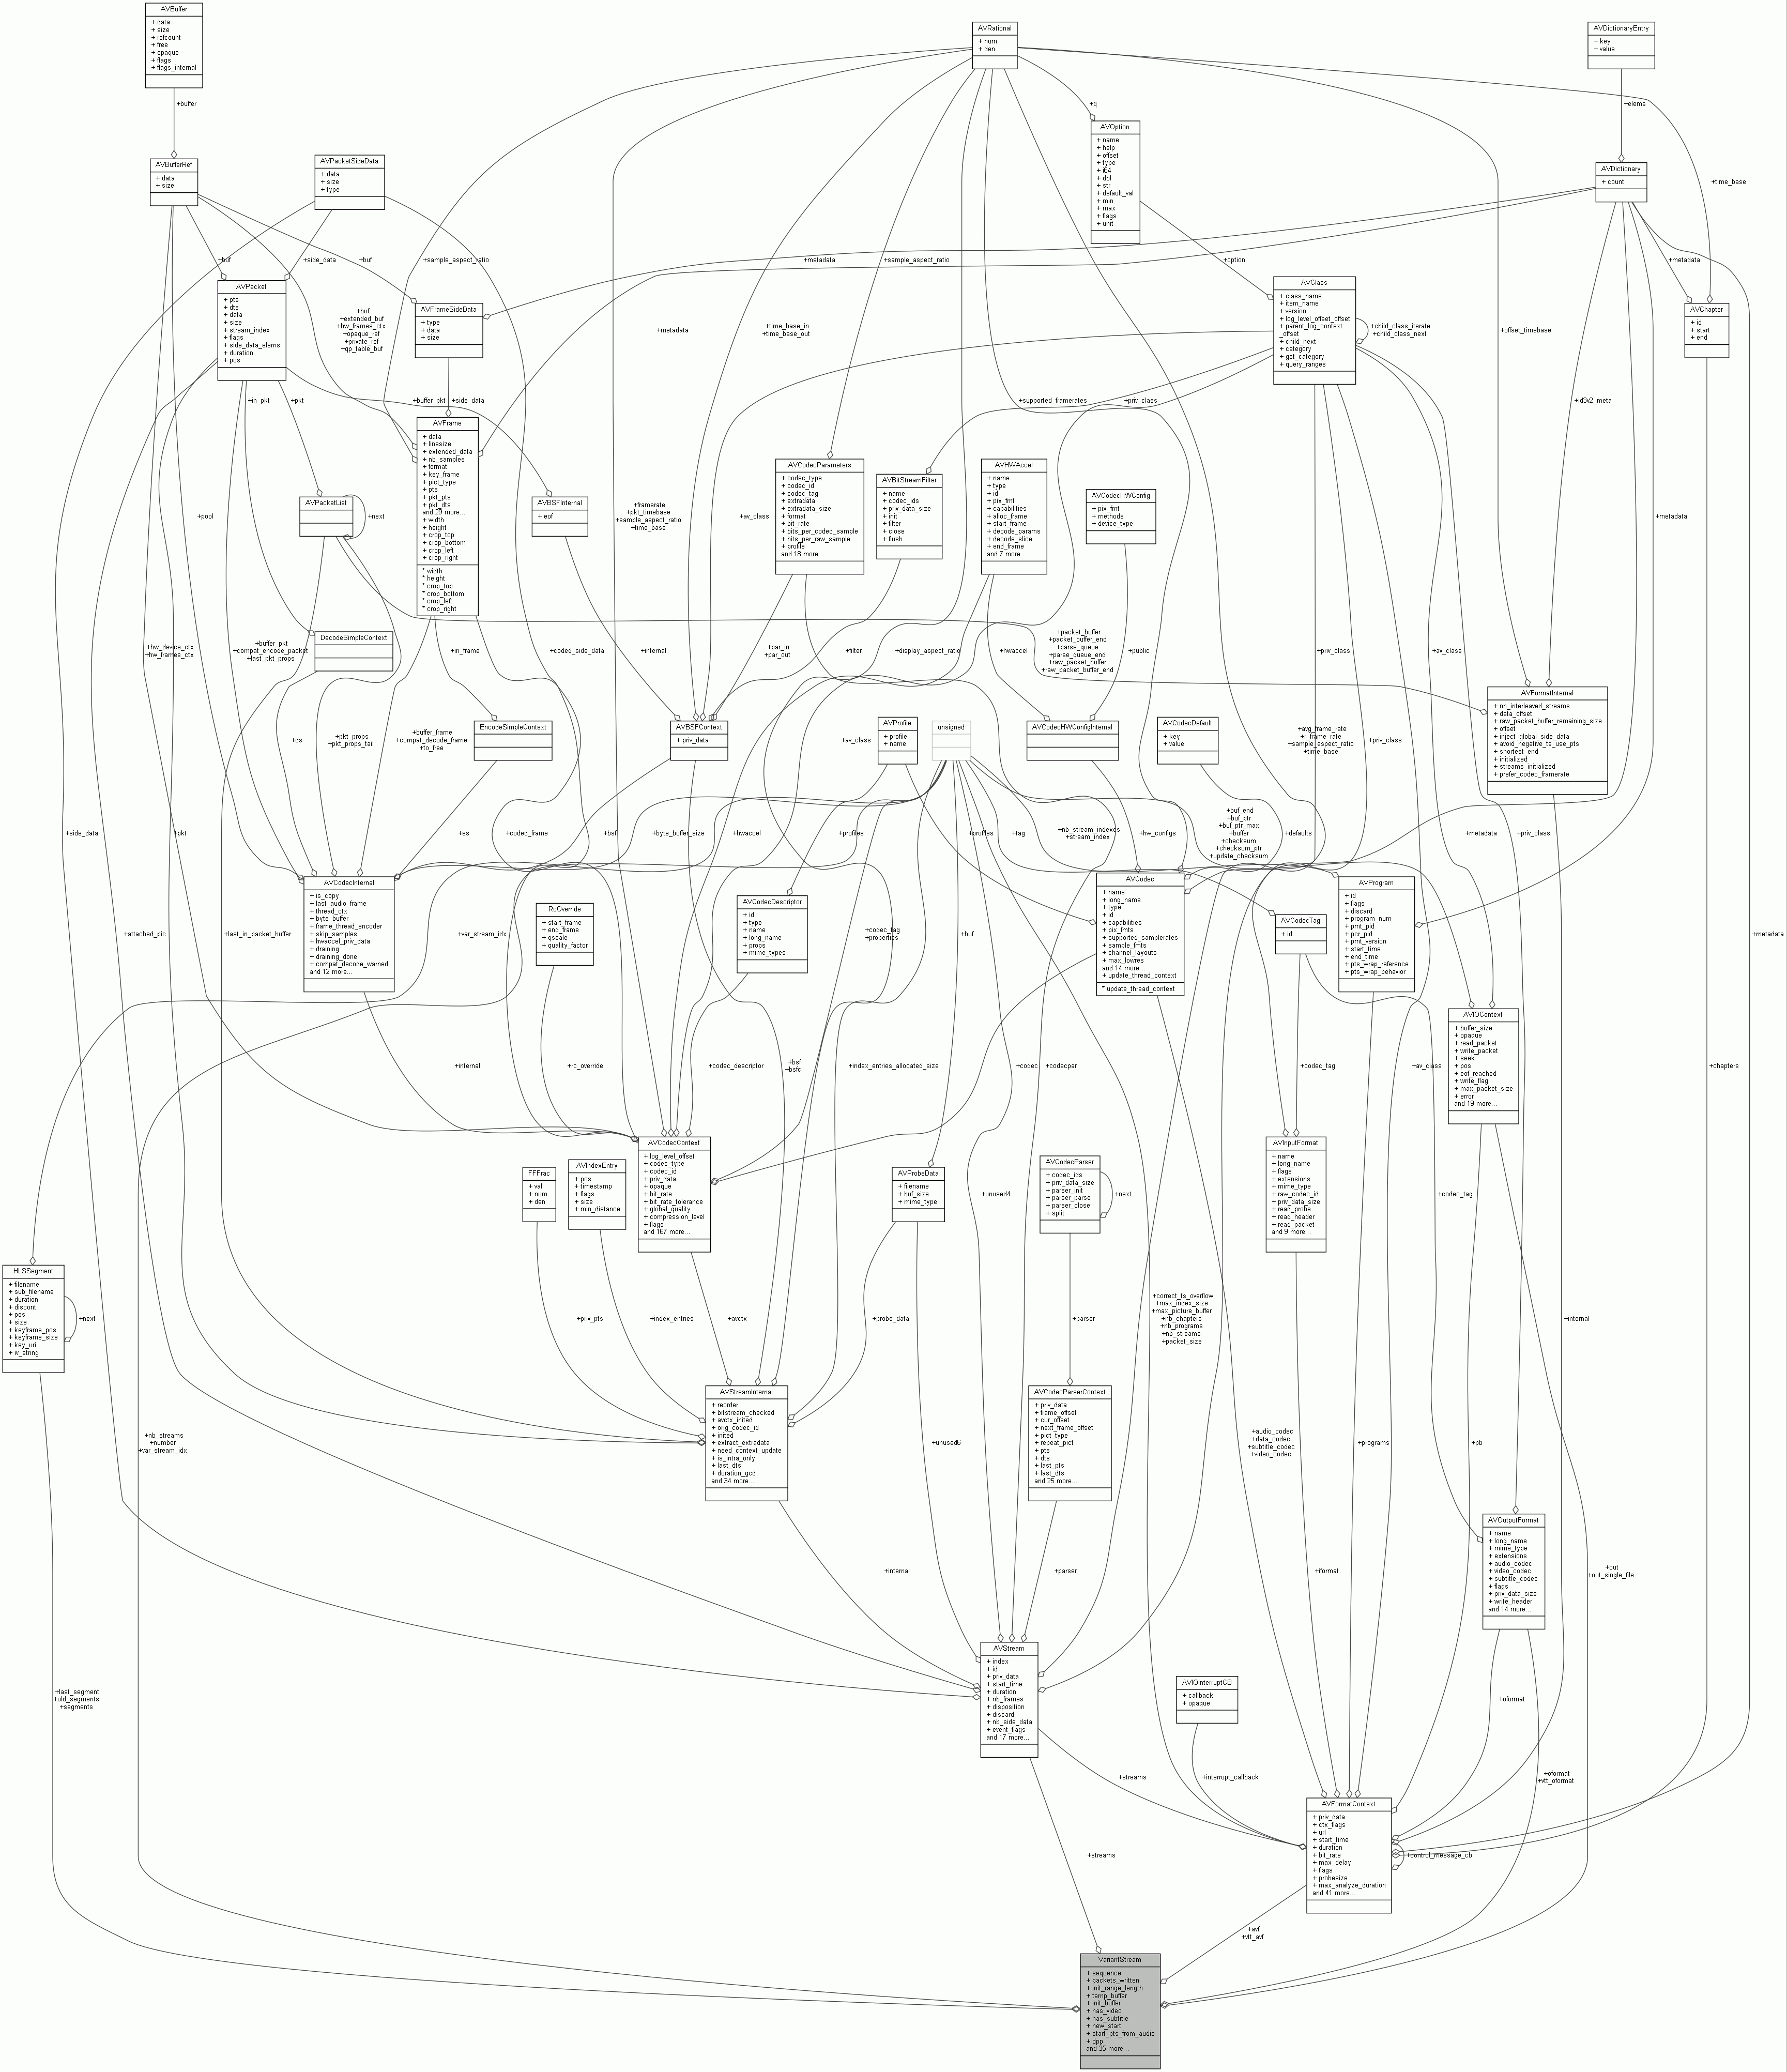 AVBuffer
+ data
+ size
+ refcount
+ free
+ opaque
+ flags
+ flags_internal
AVRational
+ num
+ den
AVDictionaryEntry
+ key
+ value
+buffer
+q
+elems
AVOption
+ name
+ help
+ offset
+ type
+ i64
+ dbl
+ str
+ default_val
+ min
+ max
+ flags
+ unit
AVBufferRef
+ data
+ size
AVPacketSideData
+ data
+ size
+ type
AVDictionary
+ count
+time_base
+buf
+side_data
+buf
+sample_aspect_ratio
+metadata
+sample_aspect_ratio
+option
+metadata
AVPacket
+ pts
+ dts
+ data
+ size
+ stream_index
+ flags
+ side_data_elems
+ duration
+ pos
+buf
+extended_buf
+hw_frames_ctx
+opaque_ref
+private_ref
+qp_table_buf
AVFrameSideData
+ type
+ data
+ size
+metadata
+time_base_in
+time_base_out
AVClass
+ class_name
+ item_name
+ version
+ log_level_offset_offset
+ parent_log_context
_offset
+ child_next
+ category
+ get_category
+ query_ranges
+child_class_iterate
+child_class_next
+offset_timebase
AVChapter
+ id
+ start
+ end
+in_pkt
+pkt
+buffer_pkt
+side_data
+supported_framerates
+priv_class
+id3v2_meta
AVFrame
+ data
+ linesize
+ extended_data
+ nb_samples
+ format
+ key_frame
+ pict_type
+ pts
+ pkt_pts
+ pkt_dts
and 29 more...
+ width
+ height
+ crop_top
+ crop_bottom
+ crop_left
+ crop_right
* width
* height
* crop_top
* crop_bottom
* crop_left
* crop_right
AVCodecParameters
+ codec_type
+ codec_id
+ codec_tag
+ extradata
+ extradata_size
+ format
+ bit_rate
+ bits_per_coded_sample
+ bits_per_raw_sample
+ profile
and 18 more...
AVBitStreamFilter
+ name
+ codec_ids
+ priv_data_size
+ init
+ filter
+ close
+ flush
AVHWAccel
+ name
+ type
+ id
+ pix_fmt
+ capabilities
+ alloc_frame
+ start_frame
+ decode_params
+ decode_slice
+ end_frame
and 7 more...
AVCodecHWConfig
+ pix_fmt
+ methods
+ device_type
+pool
AVPacketList
+next
AVBSFInternal
+ eof
+framerate
+pkt_timebase
+sample_aspect_ratio
+time_base
+av_class
+metadata
+hw_device_ctx
+hw_frames_ctx
+buffer_pkt
+compat_encode_packet
+last_pkt_props
DecodeSimpleContext
+in_frame
+coded_side_data
+internal
+par_in
+par_out
+filter
+display_aspect_ratio
+hwaccel
+packet_buffer
+packet_buffer_end
+parse_queue
+parse_queue_end
+raw_packet_buffer
+raw_packet_buffer_end
+public
+priv_class
+av_class
AVFormatInternal
+ nb_interleaved_streams
+ data_offset
+ raw_packet_buffer_remaining_size
+ offset
+ inject_global_side_data
+ avoid_negative_ts_use_pts
+ shortest_end
+ initialized
+ streams_initialized
+ prefer_codec_framerate
+ds
+pkt_props
+pkt_props_tail
+buffer_frame
+compat_decode_frame
+to_free
EncodeSimpleContext
AVBSFContext
+ priv_data
+av_class
AVProfile
+ profile
+ name
unsigned
AVCodecHWConfigInternal
AVCodecDefault
+ key
+ value
+avg_frame_rate
+r_frame_rate
+sample_aspect_ratio
+time_base
+priv_class
+side_data
+pkt
+es
+coded_frame
+bsf
+byte_buffer_size
+hwaccel
+profiles
+profiles
+tag
+nb_stream_indexes
+stream_index
+hw_configs
+buf_end
+buf_ptr
+buf_ptr_max
+buffer
+checksum
+checksum_ptr
+update_checksum
+defaults
+metadata
+priv_class
AVCodecInternal
+ is_copy
+ last_audio_frame
+ thread_ctx
+ byte_buffer
+ frame_thread_encoder
+ skip_samples
+ hwaccel_priv_data
+ draining
+ draining_done
+ compat_decode_warned
and 12 more...
RcOverride
+ start_frame
+ end_frame
+ qscale
+ quality_factor
AVCodecDescriptor
+ id
+ type
+ name
+ long_name
+ props
+ mime_types
AVCodec
+ name
+ long_name
+ type
+ id
+ capabilities
+ pix_fmts
+ supported_samplerates
+ sample_fmts
+ channel_layouts
+ max_lowres
and 14 more...
+ update_thread_context
* update_thread_context
AVCodecTag
+ id
AVProgram
+ id
+ flags
+ discard
+ program_num
+ pmt_pid
+ pcr_pid
+ pmt_version
+ start_time
+ end_time
+ pts_wrap_reference
+ pts_wrap_behavior
+attached_pic
+last_in_packet_buffer
+var_stream_idx
+codec_tag
+properties
+buf
+metadata
AVIOContext
+ buffer_size
+ opaque
+ read_packet
+ write_packet
+ seek
+ pos
+ eof_reached
+ write_flag
+ max_packet_size
+ error
and 19 more...
+internal
+rc_override
+codec_descriptor
+bsf
+bsfc
+index_entries_allocated_size
+codec
+codecpar
+codec_tag
+av_class
+chapters
FFFrac
+ val
+ num
+ den
AVIndexEntry
+ pos
+ timestamp
+ flags
+ size
+ min_distance
AVCodecContext
+ log_level_offset
+ codec_type
+ codec_id
+ priv_data
+ opaque
+ bit_rate
+ bit_rate_tolerance
+ global_quality
+ compression_level
+ flags
and 167 more...
AVProbeData
+ filename
+ buf_size
+ mime_type
+unused4
AVCodecParser
+ codec_ids
+ priv_data_size
+ parser_init
+ parser_parse
+ parser_close
+ split
+next
AVInputFormat
+ name
+ long_name
+ flags
+ extensions
+ mime_type
+ raw_codec_id
+ priv_data_size
+ read_probe
+ read_header
+ read_packet
and 9 more...
+codec_tag
HLSSegment
+ filename
+ sub_filename
+ duration
+ discont
+ pos
+ size
+ keyframe_pos
+ keyframe_size
+ key_uri
+ iv_string
+next
+priv_pts
+index_entries
+avctx
+probe_data
+parser
+correct_ts_overflow
+max_index_size
+max_picture_buffer
+nb_chapters
+nb_programs
+nb_streams
+packet_size
+internal
+nb_streams
+number
+var_stream_idx
AVStreamInternal
+ reorder
+ bitstream_checked
+ avctx_inited
+ orig_codec_id
+ inited
+ extract_extradata
+ need_context_update
+ is_intra_only
+ last_dts
+ duration_gcd
and 34 more...
+unused6
AVCodecParserContext
+ priv_data
+ frame_offset
+ cur_offset
+ next_frame_offset
+ pict_type
+ repeat_pict
+ pts
+ dts
+ last_pts
+ last_dts
and 25 more...
+audio_codec
+data_codec
+subtitle_codec
+video_codec
+programs
+pb
AVOutputFormat
+ name
+ long_name
+ mime_type
+ extensions
+ audio_codec
+ video_codec
+ subtitle_codec
+ flags
+ priv_data_size
+ write_header
and 14 more...
+internal
+parser
+iformat
+out
+out_single_file
+last_segment
+old_segments
+segments
AVStream
+ index
+ id
+ priv_data
+ start_time
+ duration
+ nb_frames
+ disposition
+ discard
+ nb_side_data
+ event_flags
and 17 more...
AVIOInterruptCB
+ callback
+ opaque
+oformat
+streams
+interrupt_callback
+oformat
+vtt_oformat
AVFormatContext
+ priv_data
+ ctx_flags
+ url
+ start_time
+ duration
+ bit_rate
+ max_delay
+ flags
+ probesize
+ max_analyze_duration
and 41 more...
+control_message_cb
+streams
+avf
+vtt_avf
VariantStream
+ sequence
+ packets_written
+ init_range_length
+ temp_buffer
+ init_buffer
+ has_video
+ has_subtitle
+ new_start
+ start_pts_from_audio
+ dpp
and 35 more...